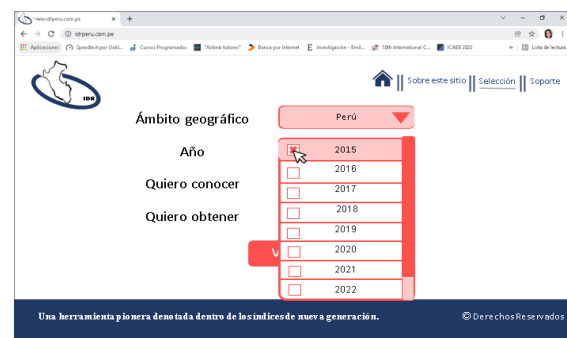 www.idrperu.com.pe
idrperu.com.pe
Aplicaciones Speedtest por Ookl... Cursos Programados "Airbnb tutores" Banca por Internet Investigación - Emil... 10th International C... ICAEB 2022 » Lista de lectura
IDR
Sobre este sitio || Selección || Soporte
Ámbito geográfico Perú
Año 2015
2016
Quiero conocer 2017
Quiero obtener 2018
2019
V 2020
2021
2022
Una herramienta pionera denotada dentro de los índices de nueva generación. © Derechos Reservados